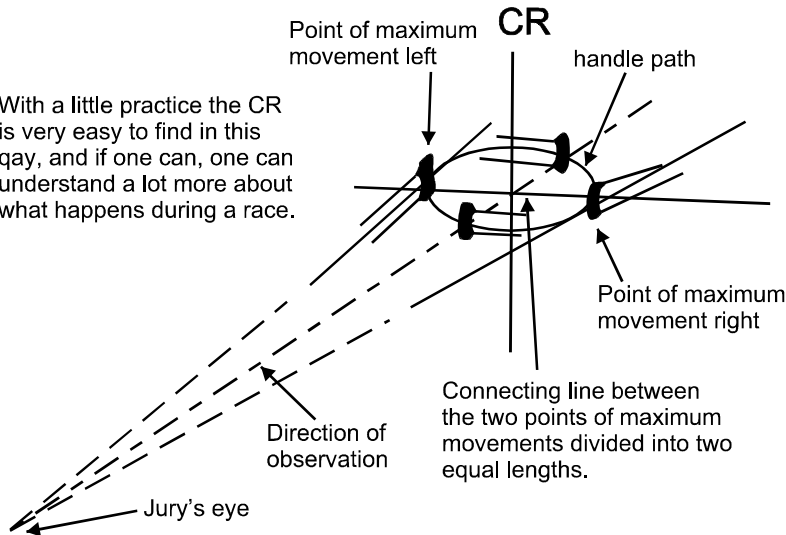 Point of maximum
movement left
CR
handle path
With a little practice the CR
is very easy to find in this
qay, and if one can, one can
understand a lot more about
what happens during a race.
Point of maximum
movement right
Connecting line between
the two points of maximum
movements divided into two
equal lengths.
Direction of
observation
Jury's eye